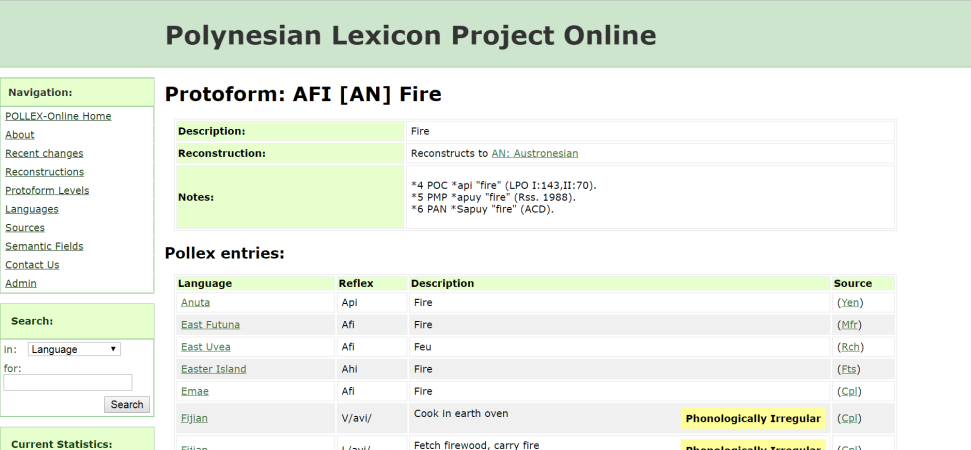 Polynesian Lexicon Project Online
Navigation:
POLLEX-Online Home
About
Recent changes
Reconstructions
Protoform Levels
Languages
Sources
Semantic Fields
Contact Us
Admin
Search:
in: Language
for:
Search
Current Statistics:
Protoform: AFI [AN] Fire
Description: Fire
Reconstruction: Reconstructs to AN: Austronesian
Notes:
*4 POC *api "fire" (LPO I:143,II:70).
*5 PMP *apuy "fire" (Rss. 1988).
*6 PAN *Sapuy "fire" (ACD).
Pollex entries:
Language Reflex Description Source
Anuta Api Fire (Yen)
East Futuna Afi Fire (Mfr)
East Uvea Afi Feu (Rch)
Easter Island Ahi Fire (Fts)
Emae Afi Fire (Cpl)
Fijian V/avi/ Cook in earth oven Phonologically Irregular (Cpl)
Fijian Fetch firewood, carry fire Phonologically Irregular (Cpl)